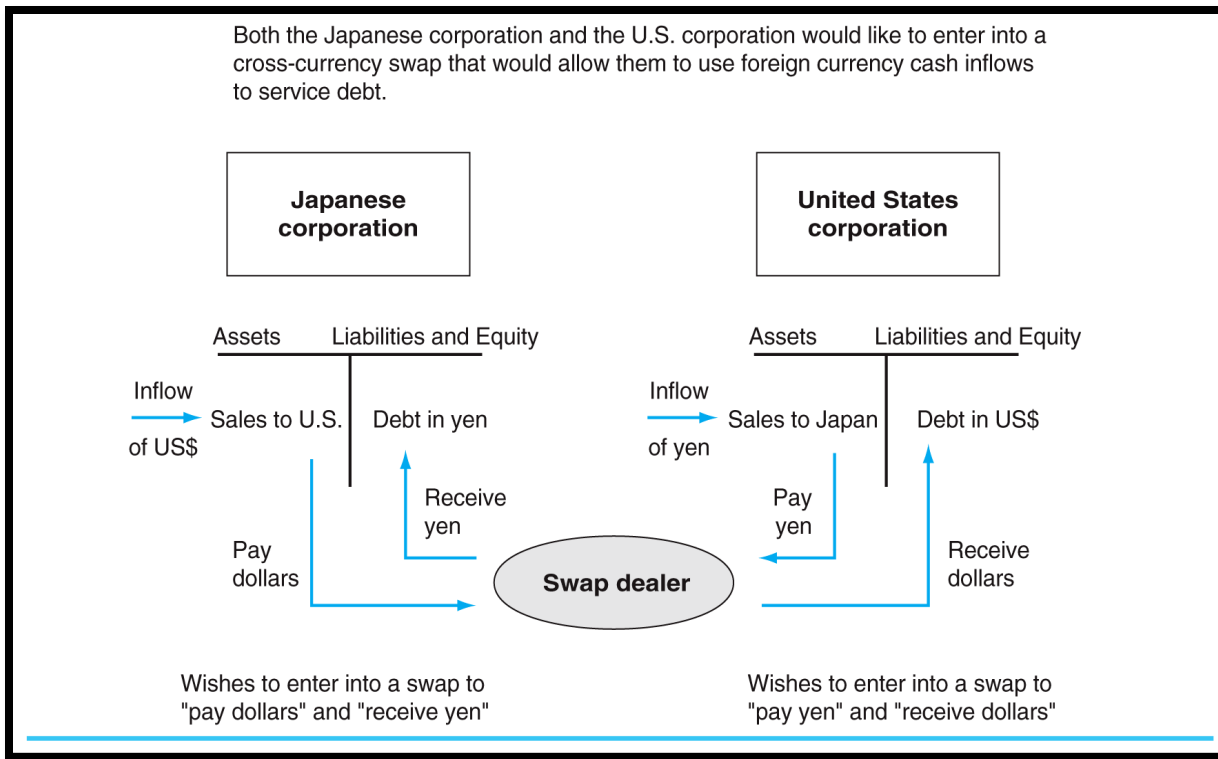 Both the Japanese corporation and the U.S. corporation would like to enter into a
cross-currency swap that would allow them to use foreign currency cash inflows
to service debt.
Japanese
corporation
United States
corporation
Assets
Liabilities and Equity
Assets
Liabilities and Equity
Inflow
of US$
Sales to U.S.
Debt in yen
Inflow
of yen
Sales to Japan
Debt in US$
Receive
yen
Pay
yen
Pay
dollars
Receive
dollars
Swap dealer
Wishes to enter into a swap to
"pay dollars" and "receive yen"
Wishes to enter into a swap to
"pay yen" and "receive dollars"